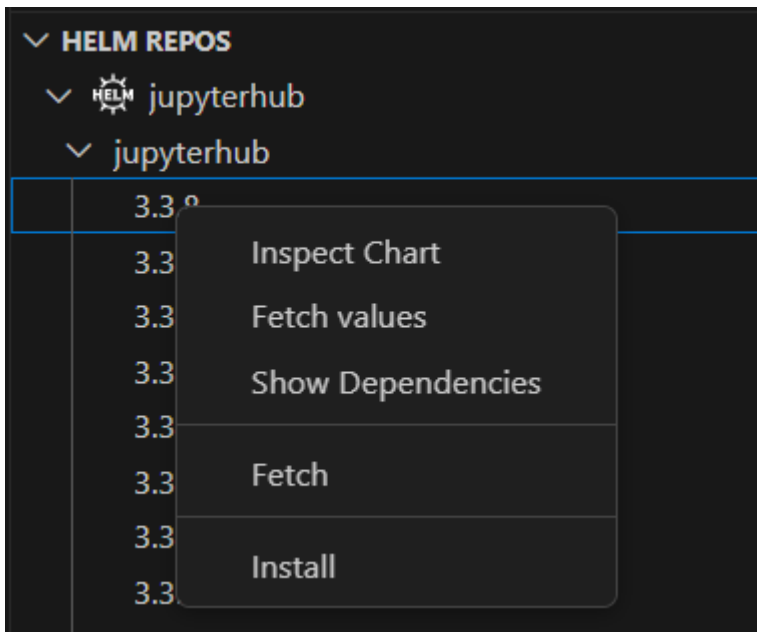 HELM REPOS
HELM jupyterhub
jupyterhub
3.3.8
Inspect Chart
3.3
Fetch values
3.3
Show Dependencies
3.3
3.3
Fetch
3.3
3.3
Install
3.3.